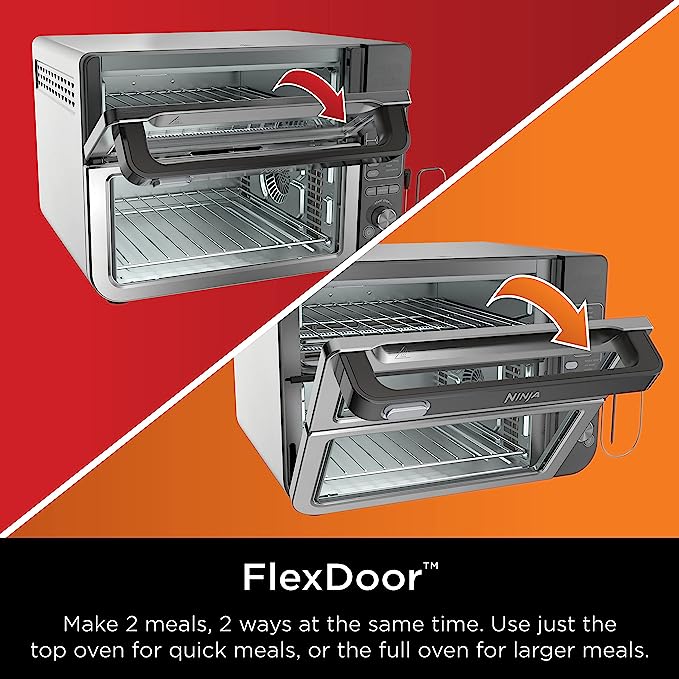 NINJA
FlexDoor™
Make 2 meals, 2 ways at the same time. Use just the
top oven for quick meals, or the full oven for larger meals.